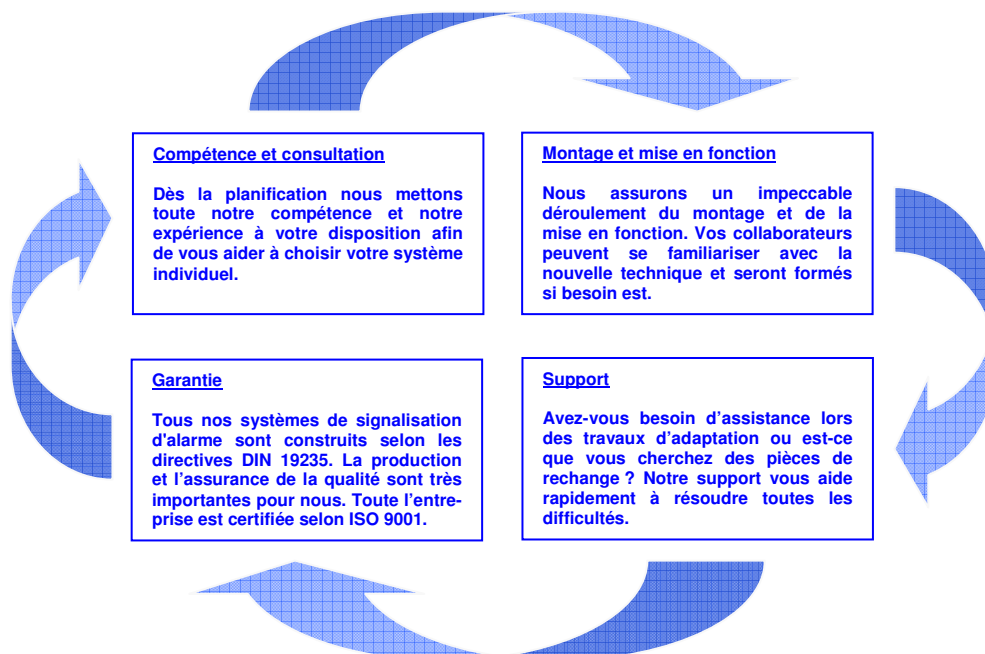 Compétence et consultation
Dès la planification nous mettons
toute notre compétence et notre
expérience à votre disposition afin
de vous aider à choisir votre système
individuel.
Montage et mise en fonction
Nous assurons un impeccable
déroulement du montage et de la
mise en fonction. Vos collaborateurs
peuvent se familiariser avec la
nouvelle technique et seront formés
si besoin est.
Garantie
Tous nos systèmes de signalisation
d'alarme sont construits selon les
directives DIN 19235. La production
et l’assurance de la qualité sont très
importantes pour nous. Toute l’entre-
prise est certifiée selon ISO 9001.
Support
Avez-vous besoin d’assistance lors
des travaux d’adaptation ou est-ce
que vous cherchez des pièces de
rechange ? Notre support vous aide
rapidement à résoudre toutes les
difficultés.